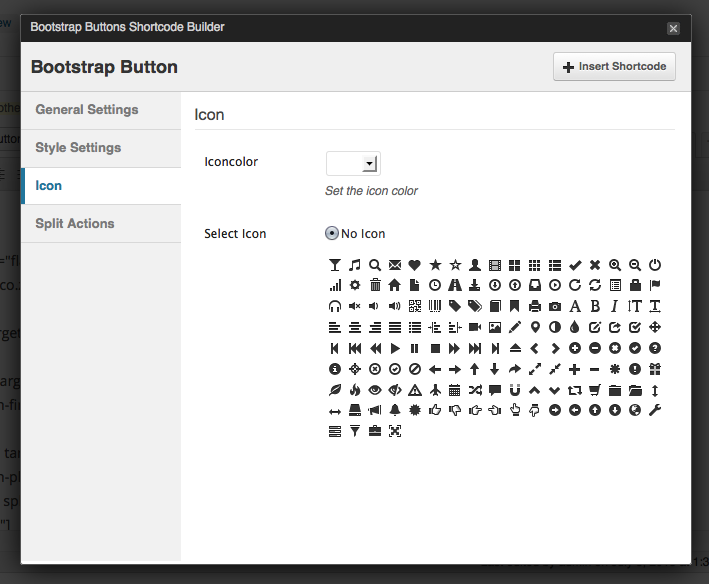 Bootstrap Buttons Shortcode Builder
Bootstrap Button
Insert Shortcode
General Settings
Style Settings
Icon
Split Actions
Icon
Iconcolor
Set the icon color
Select Icon
No Icon